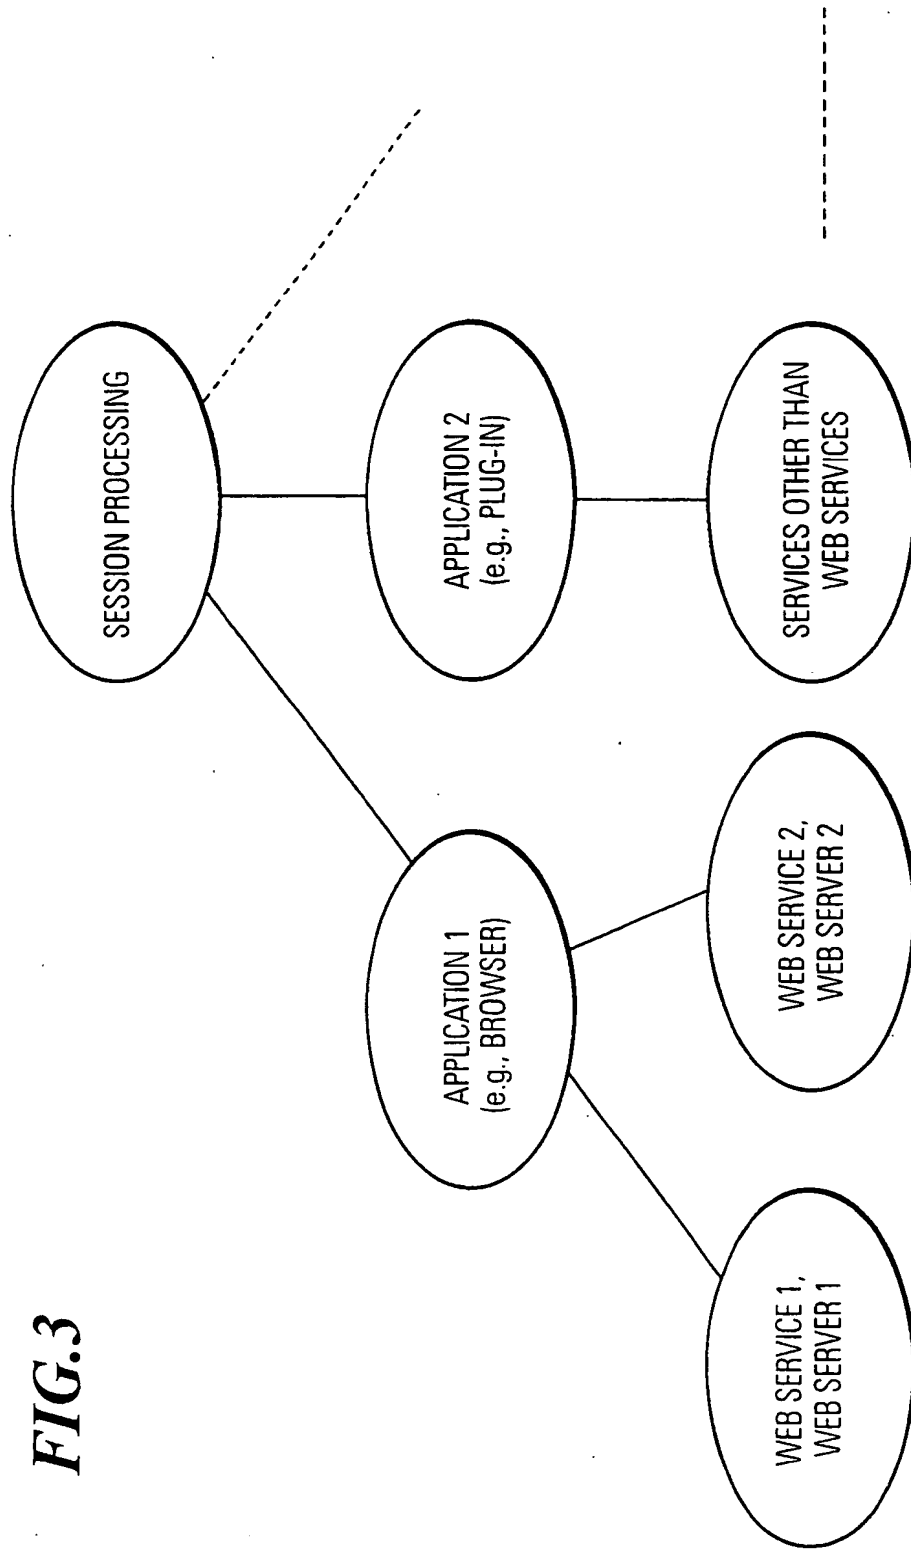 FIG.3
SESSION PROCESSING
APPLICATION 1
(e.g., BROWSER)
APPLICATION 2
(e.g., PLUG-IN)
WEB SERVICE 1,
WEB SERVER 1
WEB SERVICE 2,
WEB SERVER 2
SERVICES OTHER THAN
WEB SERVICES